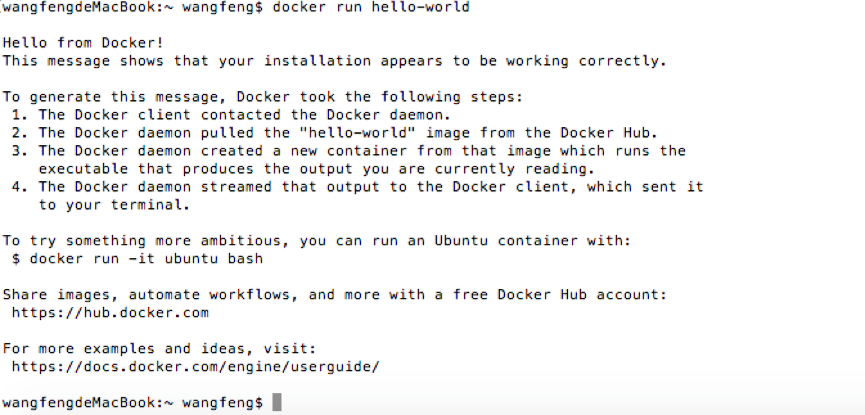 wangfengdeMacBook:~ wangfeng$ docker run hello-world
Hello from Docker!
This message shows that your installation appears to be working correctly.
To generate this message, Docker took the following steps:
1. The Docker client contacted the Docker daemon.
2. The Docker daemon pulled the "hello-world" image from the Docker Hub.
3. The Docker daemon created a new container from that image which runs the
executable that produces the output you are currently reading.
4. The Docker daemon streamed that output to the Docker client, which sent it
to your terminal.
To try something more ambitious, you can run an Ubuntu container with:
$ docker run -it ubuntu bash
Share images, automate workflows, and more with a free Docker Hub account:
https://hub.docker.com
For more examples and ideas, visit:
https://docs.docker.com/engine/userguide/
wangfengdeMacBook:~ wangfeng$